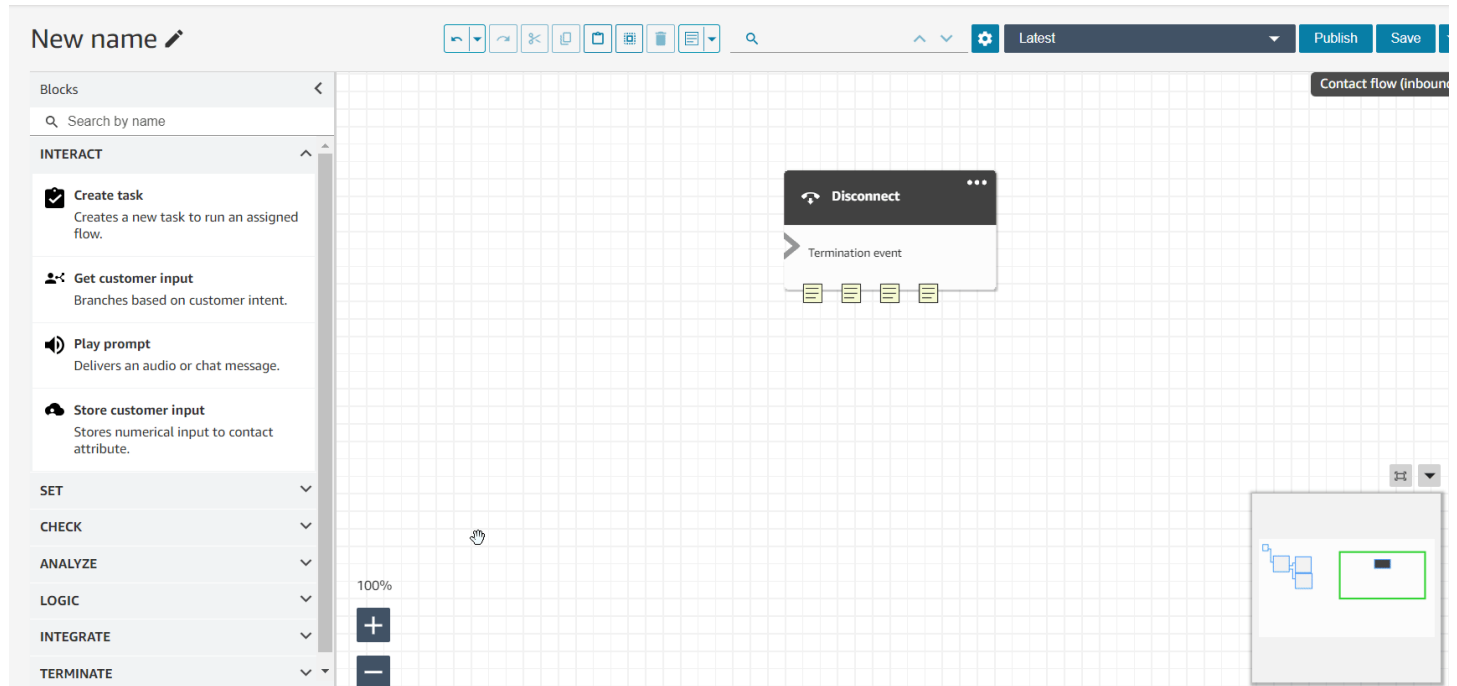 New name
Latest
Publish
Save
Contact flow (inboun
Blocks
Search by name
INTERACT
Create task
Creates a new task to run an assigned
flow.
Get customer input
Branches based on customer intent.
Play prompt
Delivers an audio or chat message.
Store customer input
Stores numerical input to contact
attribute.
SET
CHECK
ANALYZE
LOGIC
INTEGRATE
TERMINATE
Disconnect
Termination event
100%